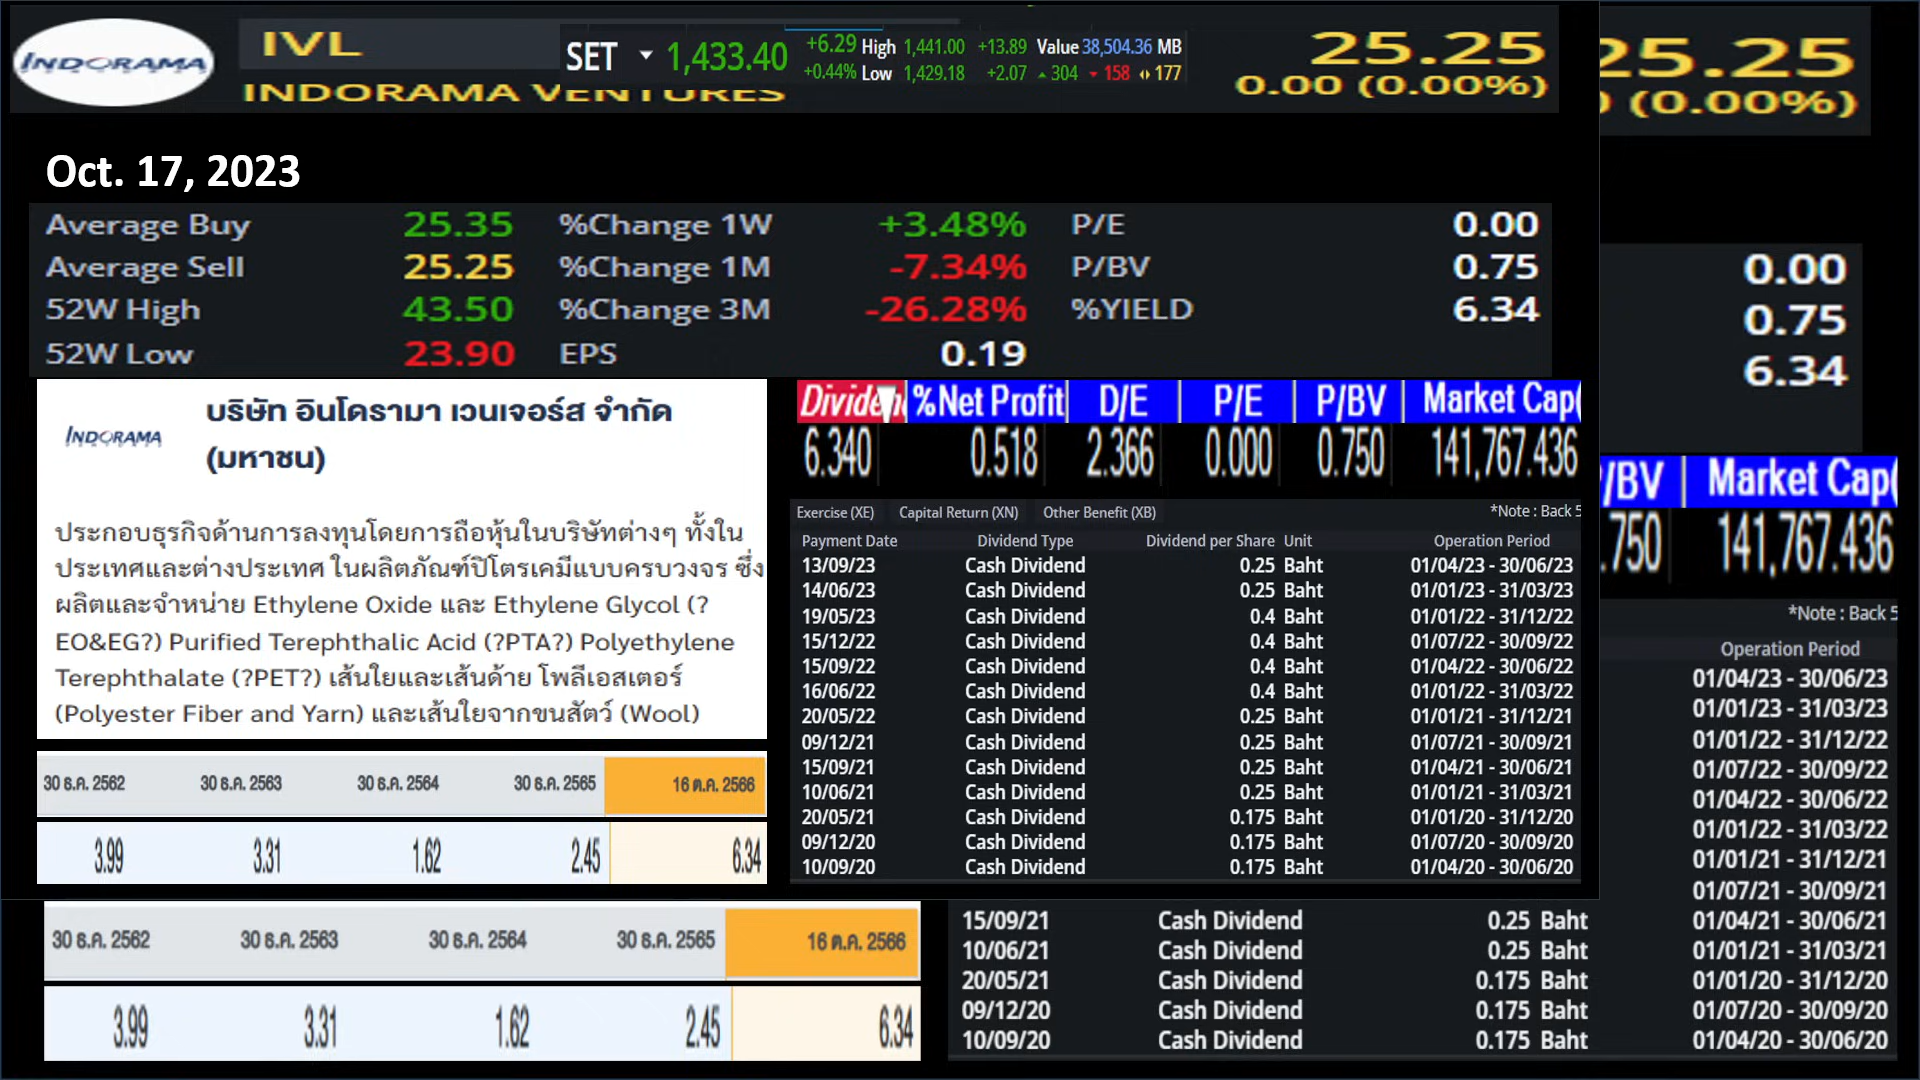 INDORAMA
IVL
INDORAMA VENTURES
SET 1,433.40 +6.29 High 1,441.00 +13.89 Value 38,504.36 MB
+0.44% Low 1,429.18 +2.07 304 158 177
25.25
0.00 (0.00%)
25.25
(0.00%)
Oct. 17, 2023
Average Buy 25.35 %Change 1W +3.48% P/E 0.00
Average Sell 25.25 %Change 1M -7.34% P/BV 0.75
52W High 43.50 %Change 3M -26.28% %YIELD 6.34
52W Low 23.90 EPS 0.19
0.00
0.75
6.34
INDORAMA
บริษัท อินโดรามา เวนเจอร์ส จำกัด
(มหาชน)
ประกอบธุรกิจด้านการลงทุนโดยการถือหุ้นในบริษัทต่างๆ ทั้งใน
ประเทศและต่างประเทศ ในผลิตภัณฑ์ปิโตรเคมีแบบครบวงจร ซึ่ง
ผลิตและจำหน่าย Ethylene Oxide และ Ethylene Glycol (?
EO&EG?) Purified Terephthalic Acid (?PTA?) Polyethylene
Terephthalate (?PET?) เส้นใยและเส้นด้าย โพลีเอสเตอร์
(Polyester Fiber and Yarn) และเส้นใยจากขนสัตว์ (Wool)
30 ธ.ค. 2562 30 ธ.ค. 2563 30 ธ.ค. 2564 30 ธ.ค. 2565 16 ต.ค. 2566
3.99 3.31 1.62 2.45 6.34
%Net Profit D/E P/E P/BV Market Cap(
6.340 0.518 2.366 0.000 0.750 141,767.436
Exercise (XE) Capital Return (XN) Other Benefit (XB) *Note : Back 5
Payment Date Dividend Type Dividend per Share Unit Operation Period
13/09/23 Cash Dividend 0.25 Baht 01/04/23 - 30/06/23
14/06/23 Cash Dividend 0.25 Baht 01/01/23 - 31/03/23
19/05/23 Cash Dividend 0.4 Baht 01/01/22 - 31/12/22
15/12/22 Cash Dividend 0.4 Baht 01/07/22 - 30/09/22
15/09/22 Cash Dividend 0.4 Baht 01/04/22 - 30/06/22
16/06/22 Cash Dividend 0.4 Baht 01/01/22 - 31/03/22
20/05/22 Cash Dividend 0.25 Baht 01/01/21 - 31/12/21
09/12/21 Cash Dividend 0.25 Baht 01/07/21 - 30/09/21
15/09/21 Cash Dividend 0.25 Baht 01/04/21 - 30/06/21
10/06/21 Cash Dividend 0.25 Baht 01/01/21 - 31/03/21
20/05/21 Cash Dividend 0.175 Baht 01/01/20 - 31/12/20
09/12/20 Cash Dividend 0.175 Baht 01/07/20 - 30/09/20
10/09/20 Cash Dividend 0.175 Baht 01/04/20 - 30/06/20
/BV Market Cap(
.750 141,767.436
*Note : Back 5
Operation Period
01/04/23 - 30/06/23
01/01/23 - 31/03/23
01/01/22 - 31/12/22
01/07/22 - 30/09/22
01/04/22 - 30/06/22
01/01/22 - 31/03/22
01/01/21 - 31/12/21
01/07/21 - 30/09/21
15/09/21 Cash Dividend 0.25 Baht 01/04/21 - 30/06/21
10/06/21 Cash Dividend 0.25 Baht 01/01/21 - 31/03/21
20/05/21 Cash Dividend 0.175 Baht 01/01/20 - 31/12/20
09/12/20 Cash Dividend 0.175 Baht 01/07/20 - 30/09/20
10/09/20 Cash Dividend 0.175 Baht 01/04/20 - 30/06/20
30 ธ.ค. 2562 30 ธ.ค. 2563 30 ธ.ค. 2564 30 ธ.ค. 2565 16 ต.ค. 2566
3.99 3.31 1.62 2.45 6.34